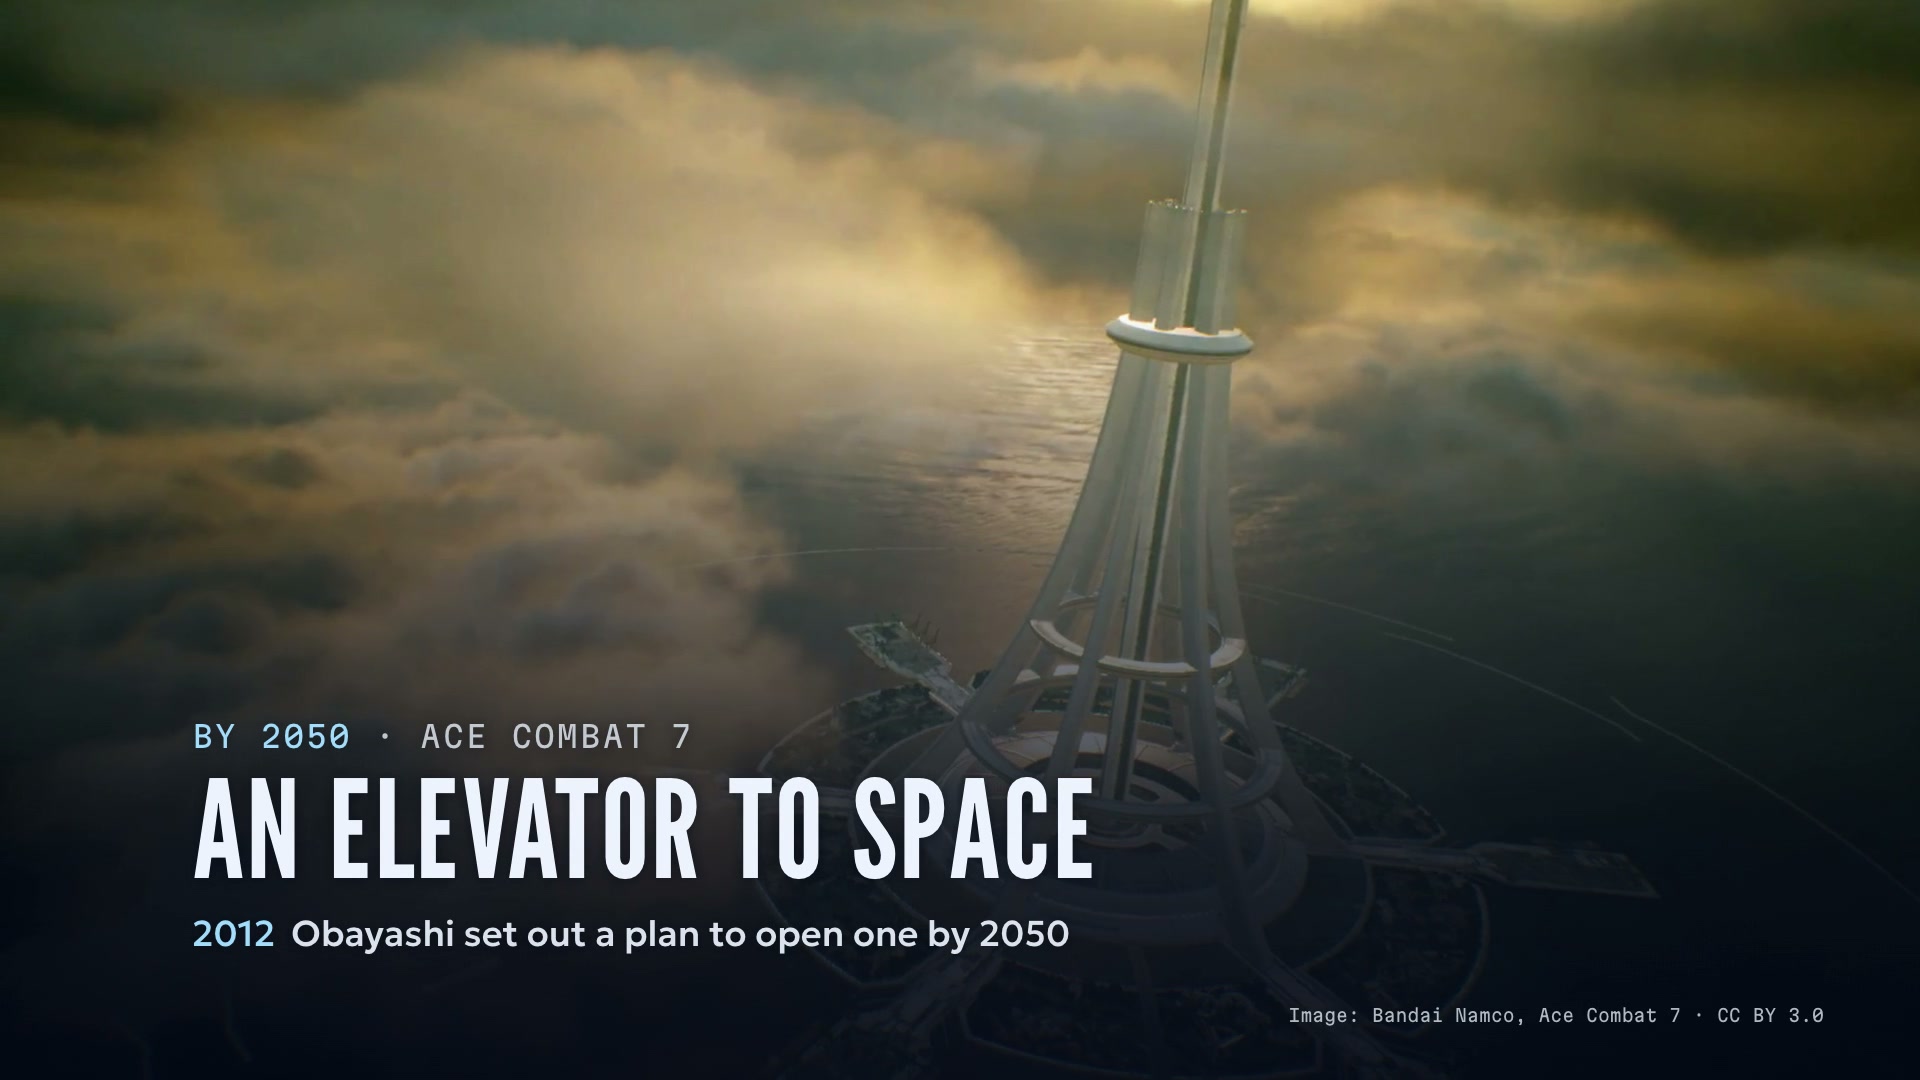 BY 2050 · ACE COMBAT 7
AN ELEVATOR TO SPACE
2012 Obayashi set out a plan to open one by 2050
Image: Bandai Namco, Ace Combat 7 · CC BY 3.0